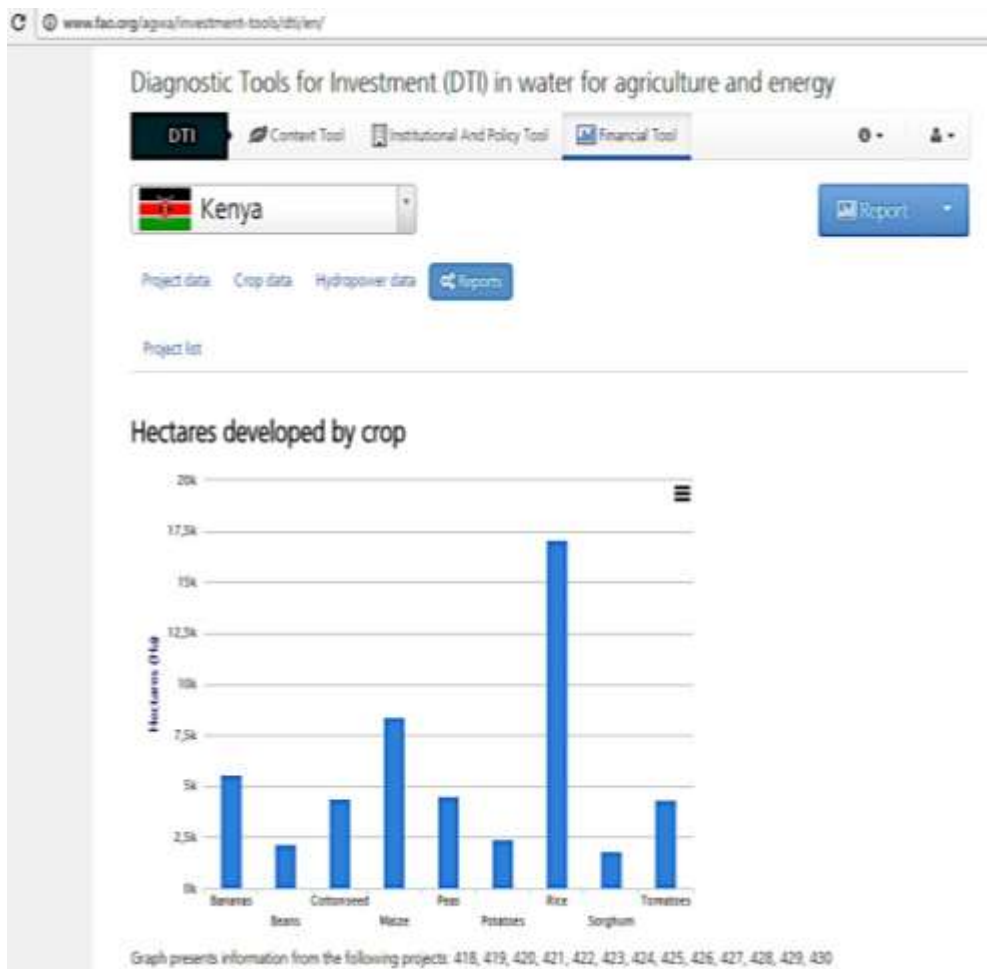 www.fao.org/agwa/investment-tools/dti/en/
Diagnostic Tools for Investment (DTI) in water for agriculture and energy
DTI Context Tool Institutional And Policy Tool Financial Tool
Kenya Report
Project data Crop data Hydropower data Reports
Project list
Hectares developed by crop
20k
17,5k
15k
12,5k
10k
7,5k
5k
2,5k
0k
Hectares (Ha)
Bananas Cottonseed Peas Rice Tomatoes
Beans Maize Potatoes Sorghum
Graph presents information from the following projects: 418, 419, 420, 421, 422, 423, 424, 425, 426, 427, 428, 429, 430